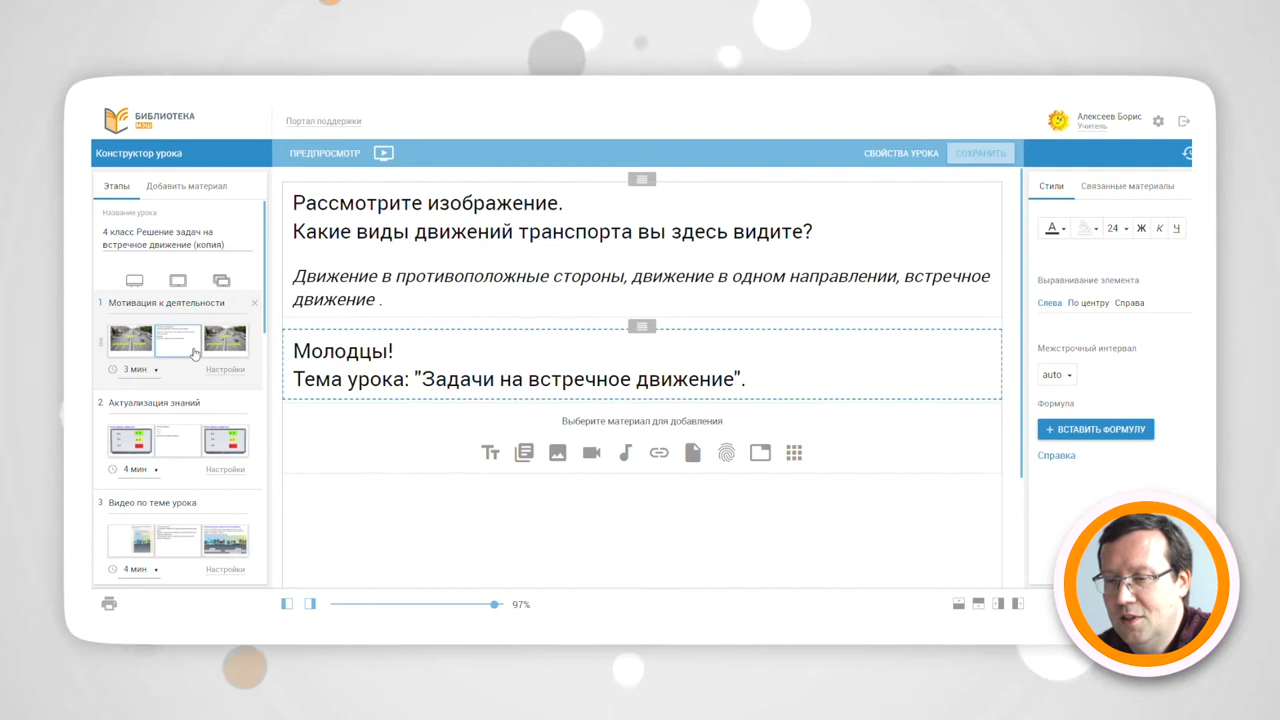 БИБЛИОТЕКА
МЭШ
Портал поддержки
Алексеев Борис
Учитель
Конструктор урока
ПРЕДПРОСМОТР
СВОЙСТВА УРОКА
СОХРАНИТЬ
Этапы
Добавить материал
Название урока
4 класс Решение задач на
встречное движение (копия)
1 Мотивация к деятельности
3 мин
Настройки
2 Актуализация знаний
4 мин
Настройки
3 Видео по теме урока
4 мин
Настройки
Рассмотрите изображение.
Какие виды движений транспорта вы здесь видите?
Движение в противоположные стороны, движение в одном направлении, встречное
движение .
Молодцы!
Тема урока: "Задачи на встречное движение".
Выберите материал для добавления
97%
Стили
Связанные материалы
А
24
Ж
К
Ч
Выравнивание элемента
Слева По центру Справа
Межстрочный интервал
auto
Формула
+ ВСТАВИТЬ ФОРМУЛУ
Справка